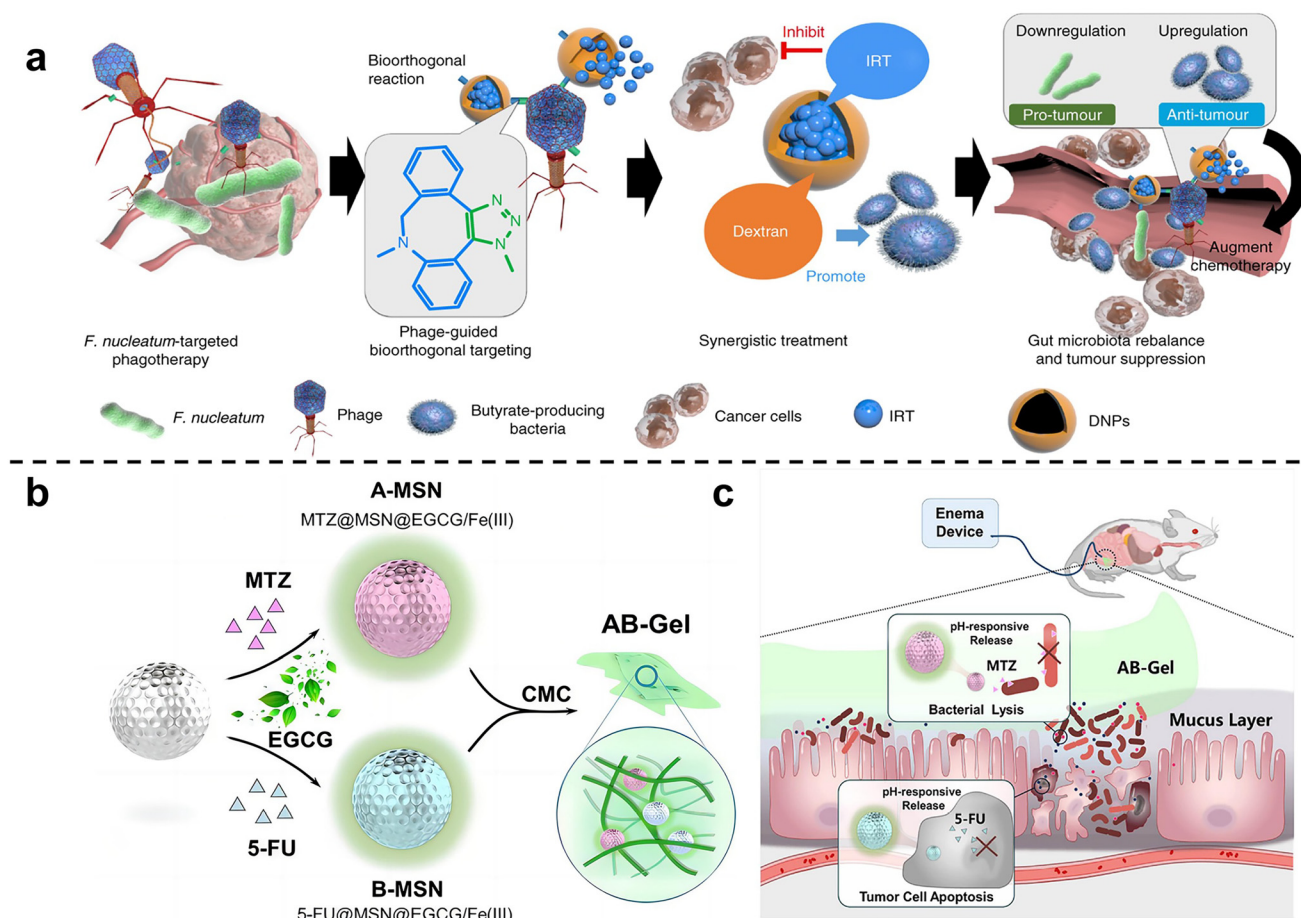 a
Bioorthogonal
reaction
Inhibit
IRT
Dextran
Promote
Downregulation
Upregulation
Pro-tumour
Anti-tumour
Augment
chemotherapy
N
N
N
N
N
F. nucleatum-targeted
phagotherapy
Phage-guided
bioorthogonal targeting
Synergistic treatment
Gut microbiota rebalance
and tumour suppression
F. nucleatum
Phage
Butyrate-producing
bacteria
Cancer cells
IRT
DNPs
b
A-MSN
MTZ@MSN@EGCG/Fe(III)
MTZ
EGCG
5-FU
B-MSN
5-FU@MSN@EGCG/Fe(III)
CMC
AB-Gel
c
Enema
Device
pH-responsive
Release
MTZ
Bacterial Lysis
AB-Gel
Mucus Layer
pH-responsive
Release
5-FU
Tumor Cell Apoptosis